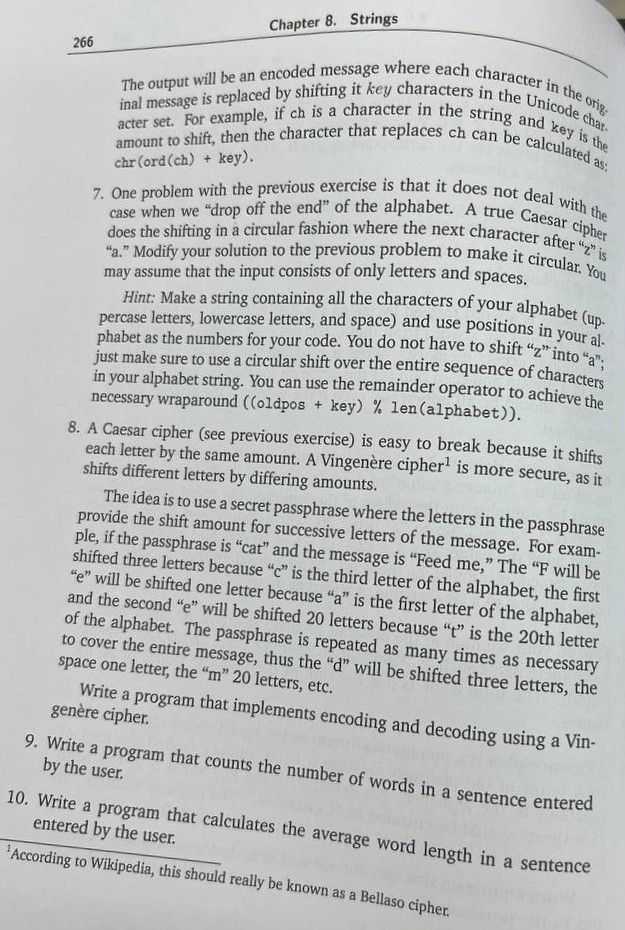 266
Chapter 8. Strings
The output will be an encoded message where each character in the orig-
inal message is replaced by shifting it key characters in the Unicode char-
acter set. For example, if ch is a character in the string and key is the
amount to shift, then the character that replaces ch can be calculated as:
chr(ord(ch) + key).
7. One problem with the previous exercise is that it does not deal with the
case when we “drop off the end” of the alphabet. A true Caesar cipher
does the shifting in a circular fashion where the next character after “z” is
“a.” Modify your solution to the previous problem to make it circular. You
may assume that the input consists of only letters and spaces.
Hint: Make a string containing all the characters of your alphabet (up-
percase letters, lowercase letters, and space) and use positions in your al-
phabet as the numbers for your code. You do not have to shift “z” into “a”;
just make sure to use a circular shift over the entire sequence of characters
in your alphabet string. You can use the remainder operator to achieve the
necessary wraparound ((oldpos + key) % len(alphabet)).
8. A Caesar cipher (see previous exercise) is easy to break because it shifts
each letter by the same amount. A Vingenère cipher¹ is more secure, as it
shifts different letters by differing amounts.
The idea is to use a secret passphrase where the letters in the passphrase
provide the shift amount for successive letters of the message. For exam-
ple, if the passphrase is “cat” and the message is “Feed me,” The “F will be
shifted three letters because “c” is the third letter of the alphabet, the first
“e” will be shifted one letter because “a” is the first letter of the alphabet,
and the second “e” will be shifted 20 letters because “t” is the 20th letter
of the alphabet. The passphrase is repeated as many times as necessary
to cover the entire message, thus the “d” will be shifted three letters, the
space one letter, the “m” 20 letters, etc.
Write a program that implements encoding and decoding using a Vin-
genère cipher.
9. Write a program that counts the number of words in a sentence entered
by the user.
10. Write a program that calculates the average word length in a sentence
entered by the user.
¹According to Wikipedia, this should really be known as a Bellaso cipher.